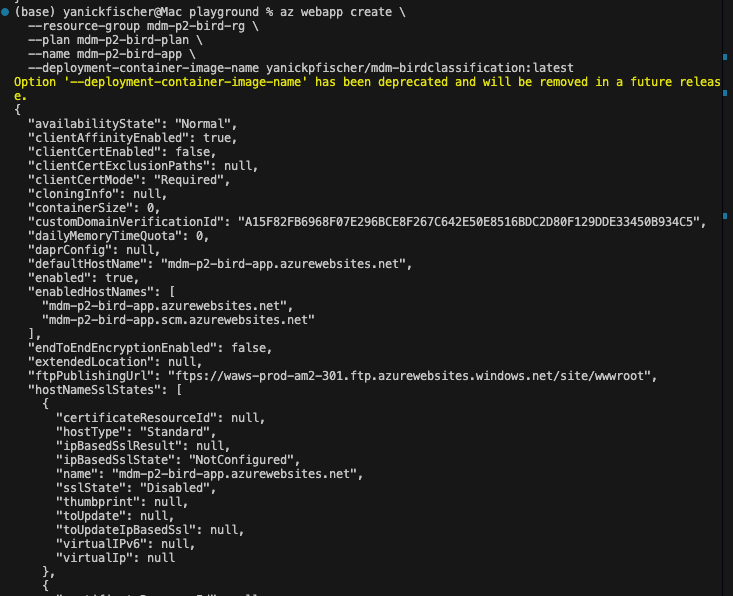 (base) yanickfischer@Mac playground % az webapp create \
--resource-group mdm-p2-bird-rg \
--plan mdm-p2-bird-plan \
--name mdm-p2-bird-app \
--deployment-container-image-name yanickpfischer/mdm-birdclassification:latest
Option '--deployment-container-image-name' has been deprecated and will be removed in a future releas
e.
{
"availabilityState": "Normal",
"clientAffinityEnabled": true,
"clientCertEnabled": false,
"clientCertExclusionPaths": null,
"clientCertMode": "Required",
"cloningInfo": null,
"containerSize": 0,
"customDomainVerificationId": "A15F82FB6968F07E296BCE8F267C642E50E8516BDC2D80F129DDE33450B934C5",
"dailyMemoryTimeQuota": 0,
"daprConfig": null,
"defaultHostName": "mdm-p2-bird-app.azurewebsites.net",
"enabled": true,
"enabledHostNames": [
"mdm-p2-bird-app.azurewebsites.net",
"mdm-p2-bird-app.scm.azurewebsites.net"
],
"endToEndEncryptionEnabled": false,
"extendedLocation": null,
"ftpPublishingUrl": "ftps://waws-prod-am2-301.ftp.azurewebsites.windows.net/site/wwwroot",
"hostNameSslStates": [
{
"certificateResourceId": null,
"hostType": "Standard",
"ipBasedSslResult": null,
"ipBasedSslState": "NotConfigured",
"name": "mdm-p2-bird-app.azurewebsites.net",
"sslState": "Disabled",
"thumbprint": null,
"toUpdate": null,
"toUpdateIpBasedSsl": null,
"virtualIPv6": null,
"virtualIp": null
},
{